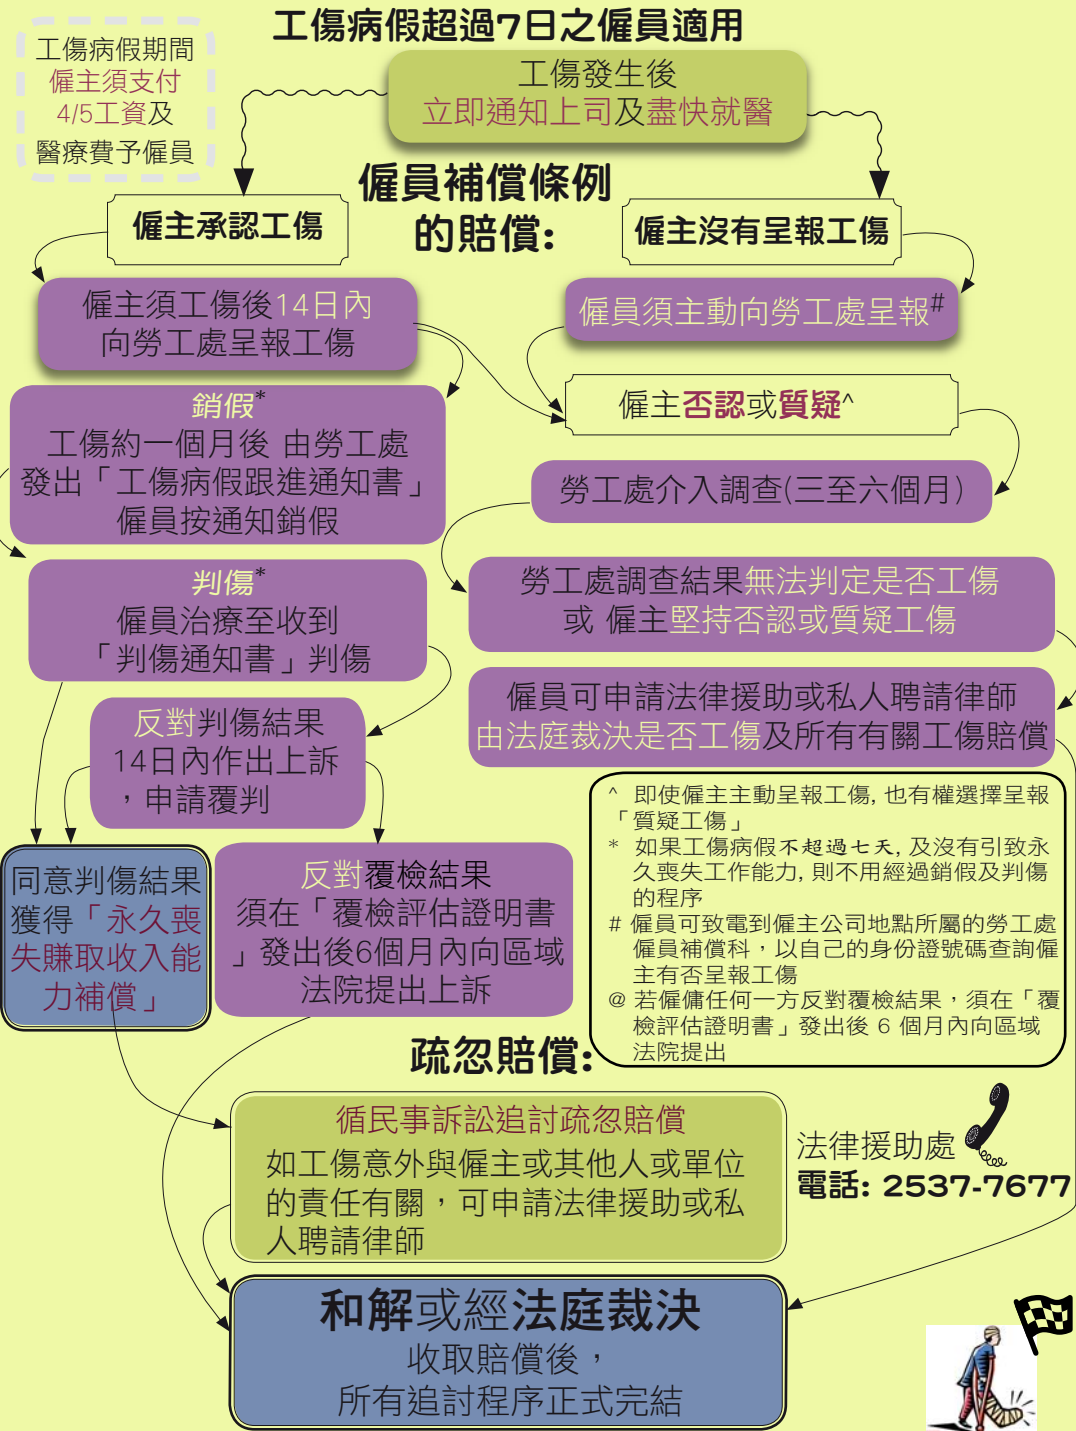 工傷病假超過7日之僱員適用
工傷病假期間
僱主須支付
4/5工資及
醫療費予僱員
工傷發生後
立即通知上司及盡快就醫
僱員補償條例
的賠償:
僱主承認工傷
僱主沒有呈報工傷
僱主須工傷後14日內
向勞工處呈報工傷
僱員須主動向勞工處呈報#
銷假*
工傷約一個月後 由勞工處
發出「工傷病假跟進通知書」
僱員按通知銷假
僱主否認或質疑^
勞工處介入調查(三至六個月)
判傷*
僱員治療至收到
「判傷通知書」判傷
勞工處調查結果無法判定是否工傷
或 僱主堅持否認或質疑工傷
反對判傷結果
14日內作出上訴
，申請覆判
僱員可申請法律援助或私人聘請律師
由法庭裁決是否工傷及所有有關工傷賠償
同意判傷結果
獲得「永久喪
失賺取收入能
力補償」
反對覆檢結果
須在「覆檢評估證明書
」發出後6個月內向區域
法院提出上訴
^ 即使僱主主動呈報工傷, 也有權選擇呈報
「質疑工傷」
* 如果工傷病假不超過七天, 及沒有引致永
久喪失工作能力, 則不用經過銷假及判傷
的程序
# 僱員可致電到僱主公司地點所屬的勞工處
僱員補償科，以自己的身份證號碼查詢僱
主有否呈報工傷
@ 若僱傭任何一方反對覆檢結果，須在「覆
檢評估證明書」發出後 6 個月內向區域
法院提出
疏忽賠償:
循民事訴訟追討疏忽賠償
如工傷意外與僱主或其他人或單位
的責任有關，可申請法律援助或私
人聘請律師
法律援助處
電話: 2537-7677
和解或經法庭裁決
收取賠償後，
所有追討程序正式完結